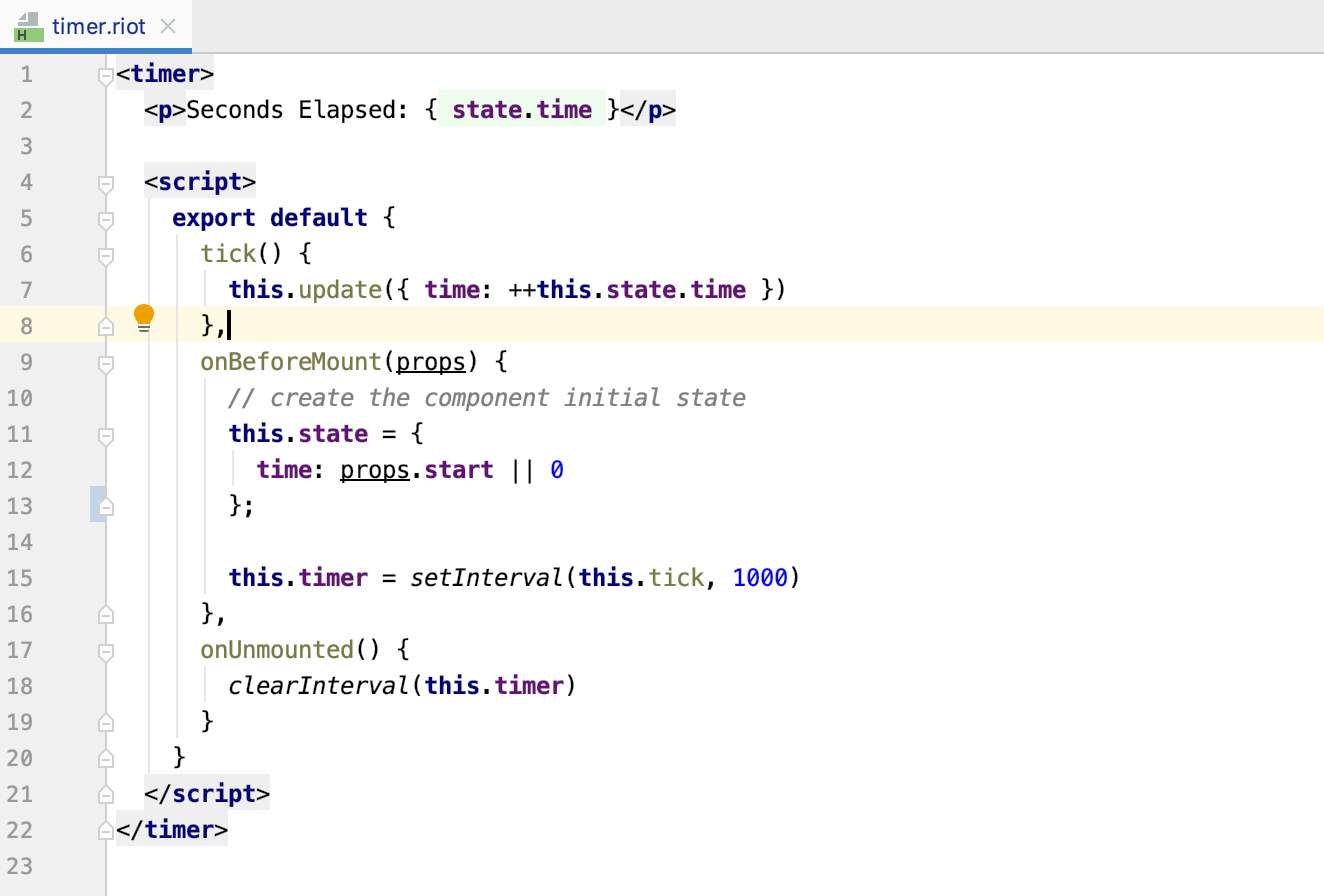 timer.riot
H
1 <timer>
2 <p>Seconds Elapsed: { state.time }</p>
3
4 <script>
5 export default {
6 tick() {
7 this.update({ time: ++this.state.time })
8 },
9 onBeforeMount(props) {
10 // create the component initial state
11 this.state = {
12 time: props.start || 0
13 };
14
15 this.timer = setInterval(this.tick, 1000)
16 },
17 onUnmounted() {
18 clearInterval(this.timer)
19 }
20 }
21 </script>
22 </timer>
23